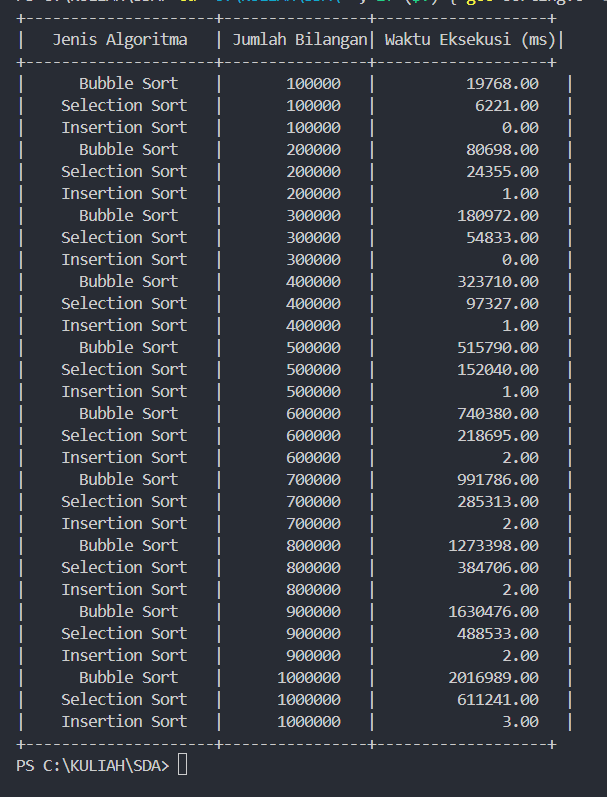 +---------------------+----------------+-------------------+
| Jenis Algoritma | Jumlah Bilangan| Waktu Eksekusi (ms)|
+---------------------+----------------+-------------------+
| Bubble Sort | 100000 | 19768.00 |
| Selection Sort | 100000 | 6221.00 |
| Insertion Sort | 100000 | 0.00 |
| Bubble Sort | 200000 | 80698.00 |
| Selection Sort | 200000 | 24355.00 |
| Insertion Sort | 200000 | 1.00 |
| Bubble Sort | 300000 | 180972.00 |
| Selection Sort | 300000 | 54833.00 |
| Insertion Sort | 300000 | 0.00 |
| Bubble Sort | 400000 | 323710.00 |
| Selection Sort | 400000 | 97327.00 |
| Insertion Sort | 400000 | 1.00 |
| Bubble Sort | 500000 | 515790.00 |
| Selection Sort | 500000 | 152040.00 |
| Insertion Sort | 500000 | 1.00 |
| Bubble Sort | 600000 | 740380.00 |
| Selection Sort | 600000 | 218695.00 |
| Insertion Sort | 600000 | 2.00 |
| Bubble Sort | 700000 | 991786.00 |
| Selection Sort | 700000 | 285313.00 |
| Insertion Sort | 700000 | 2.00 |
| Bubble Sort | 800000 | 1273398.00 |
| Selection Sort | 800000 | 384706.00 |
| Insertion Sort | 800000 | 2.00 |
| Bubble Sort | 900000 | 1630476.00 |
| Selection Sort | 900000 | 488533.00 |
| Insertion Sort | 900000 | 2.00 |
| Bubble Sort | 1000000 | 2016989.00 |
| Selection Sort | 1000000 | 611241.00 |
| Insertion Sort | 1000000 | 3.00 |
+---------------------+----------------+-------------------+
PS C:\KULIAH\SDA>